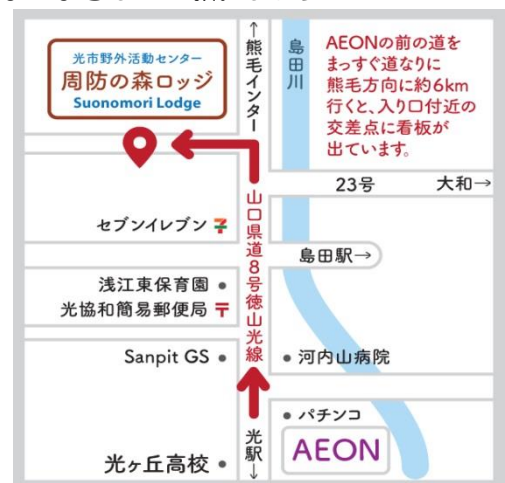 光市野外活動センター
周防の森ロッジ
Suonomori Lodge
←熊毛インター
島田川
AEONの前の道を
まっすぐ道なりに
熊毛方向に約6km
行くと、入り口付近の
交差点に看板が
出ています。
23号
大和→
セブンイレブン
7
山口県道8号徳山光線
島田駅→
浅江東保育園
光協和簡易郵便局 〒
Sanpit GS
河内山病院
パチンコ
AEON
光駅→
光ヶ丘高校